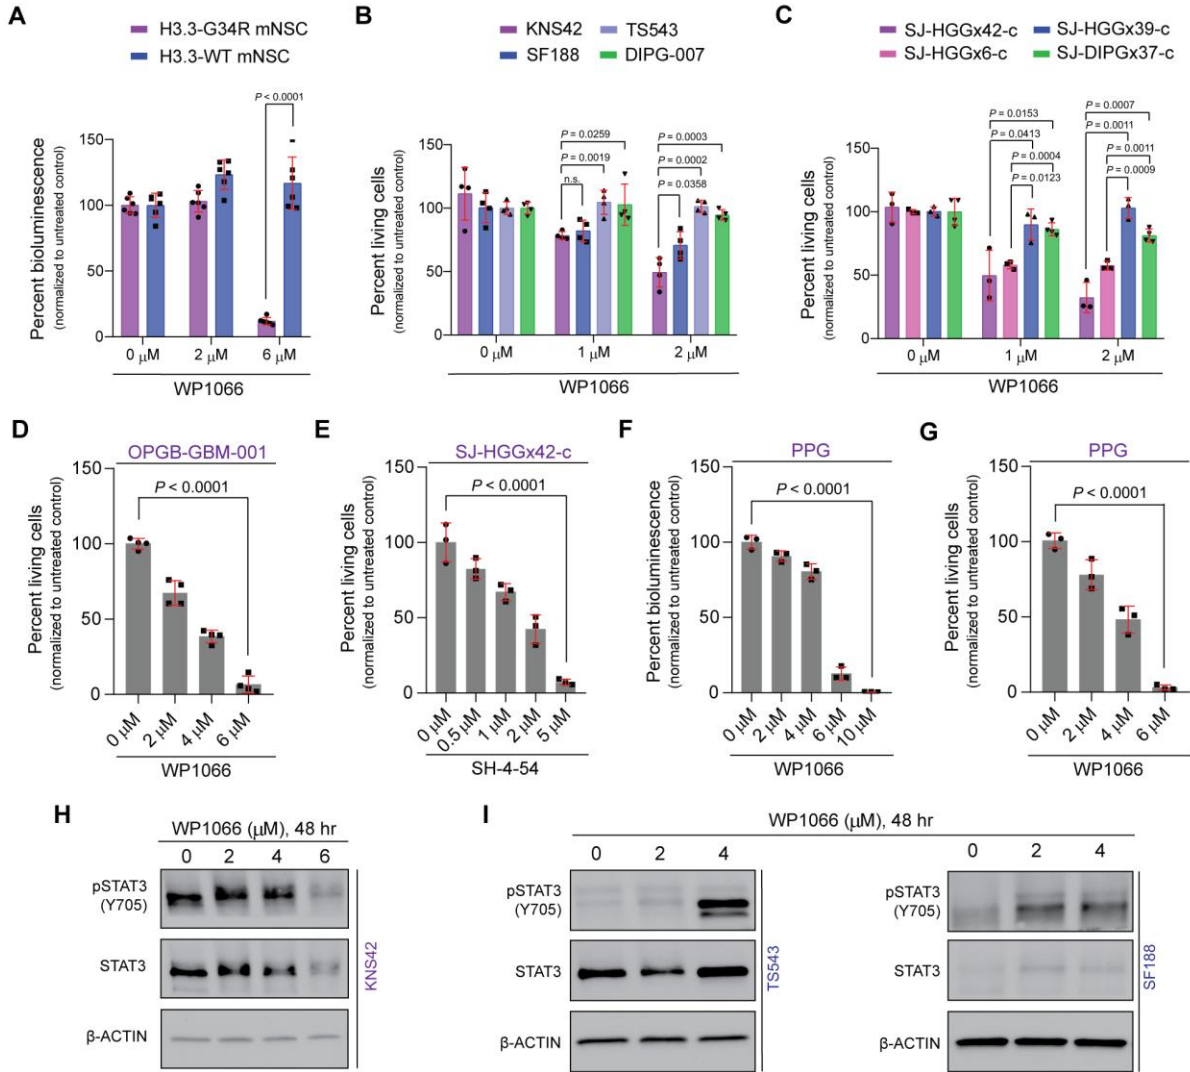 A
H3.3-G34R mNSC
H3.3-WT mNSC
Percent bioluminescence
(normalized to untreated control)
150
100
50
0
P < 0.0001
0 μM 2 μM 6 μM
WP1066
B
KNS42 TS543
SF188 DIPG-007
Percent living cells
(normalized to untreated control)
150
100
50
0
P = 0.0259
P = 0.0019
n.s.
P = 0.0003
P = 0.0002
P = 0.0358
0 μM 1 μM 2 μM
WP1066
C
SJ-HGGx42-c SJ-HGGx39-c
SJ-HGGx6-c SJ-DIPGx37-c
Percent living cells
(normalized to untreated control)
150
100
50
0
P = 0.0153
P = 0.0413
P = 0.0004
P = 0.0123
P = 0.0007
P = 0.0011
P = 0.0011
P = 0.0009
0 μM 1 μM 2 μM
WP1066
D
OPGB-GBM-001
Percent living cells
(normalized to untreated control)
150
100
50
0
P < 0.0001
0 μM 2 μM 4 μM 6 μM
WP1066
E
SJ-HGGx42-c
Percent living cells
(normalized to untreated control)
150
100
50
0
P < 0.0001
0 μM 0.5 μM 1 μM 2 μM 5 μM
SH-4-54
F
PPG
Percent bioluminescence
(normalized to untreated control)
150
100
50
0
P < 0.0001
0 μM 2 μM 4 μM 6 μM 10 μM
WP1066
G
PPG
Percent living cells
(normalized to untreated control)
150
100
50
0
P < 0.0001
0 μM 2 μM 4 μM 6 μM
WP1066
H
WP1066 (μM), 48 hr
0 2 4 6
pSTAT3
(Y705)
STAT3
β-ACTIN
KNS42
I
WP1066 (μM), 48 hr
0 2 4
pSTAT3
(Y705)
STAT3
β-ACTIN
TS543
0 2 4
pSTAT3
(Y705)
STAT3
β-ACTIN
SF188